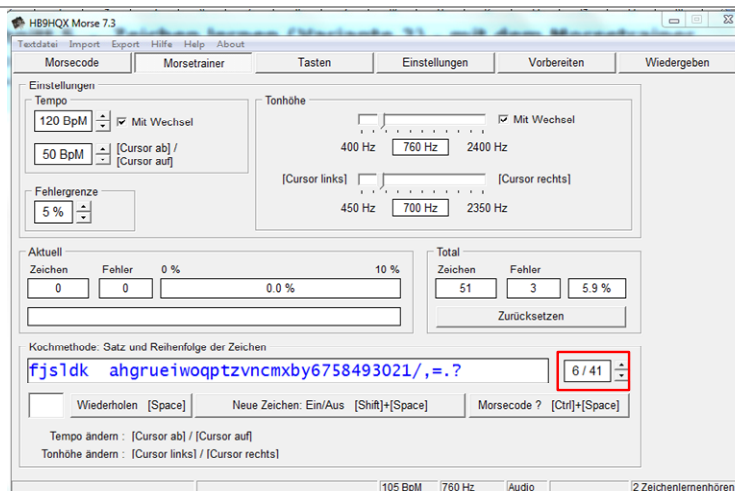 HB9HQX Morse 7.3
Textdatei Import Export Hilfe Help About
Morsecode Morsetrainer Tasten Einstellungen Vorbereiten Wiedergeben
Einstellungen
Tempo
120 BpM Mit Wechsel
50 BpM [Cursor ab] /
[Cursor auf]
Fehlergrenze
5 %
Tonhöhe
Mit Wechsel
400 Hz 760 Hz 2400 Hz
[Cursor links] [Cursor rechts]
450 Hz 700 Hz 2350 Hz
Aktuell
Zeichen Fehler 0 % 10 %
0 0 0.0 %
Total
Zeichen Fehler
51 3 5.9 %
Zurücksetzen
Kochmethode: Satz und Reihenfolge der Zeichen
fjsldk ahgrueiwoqptzvncmxby6758493021/,=.?
6 / 41
Wiederholen [Space] Neue Zeichen: Ein/Aus [Shift]+[Space] Morsecode ? [Ctrl]+[Space]
Tempo ändern : [Cursor ab] / [Cursor auf]
Tonhöhe ändern : [Cursor links] / [Cursor rechts]
105 BpM 760 Hz Audio 2 Zeichenlernenhören